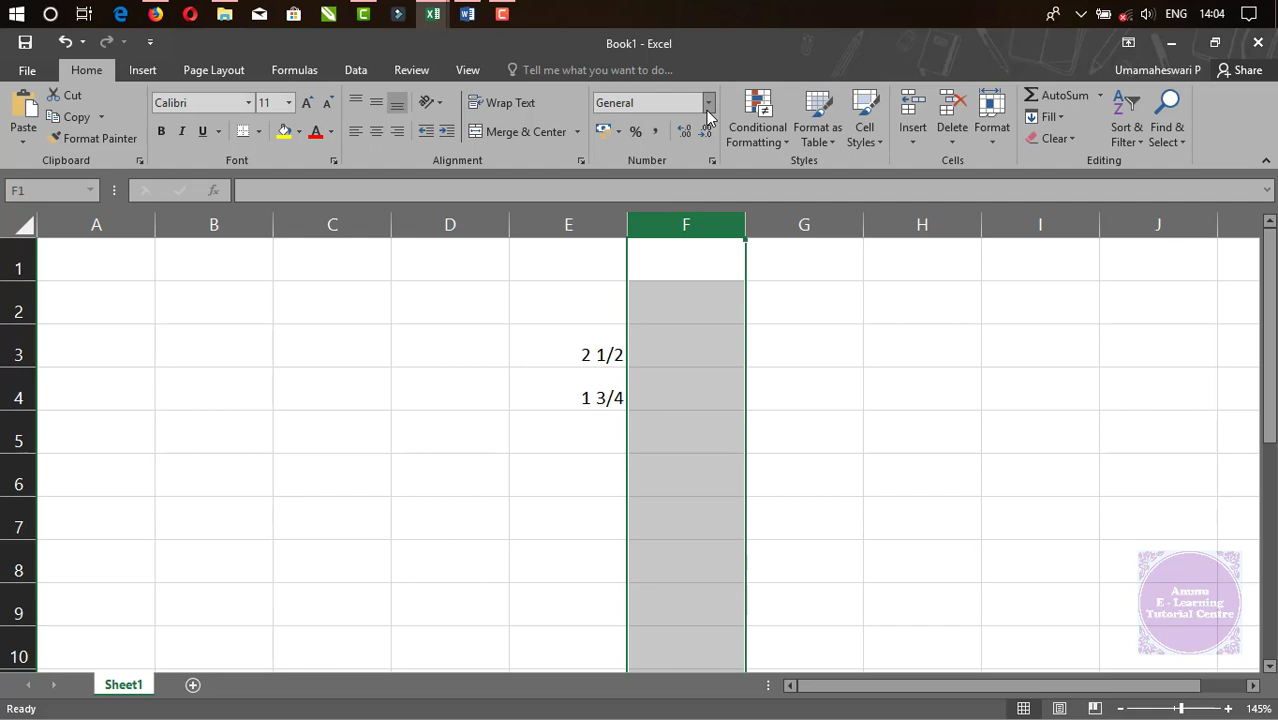 ENG 14:04
Book1 - Excel
File Home Insert Page Layout Formulas Data Review View Tell me what you want to do... Umamaheswari P Share
Paste
Cut
Copy
Format Painter
Clipboard
Calibri 11
B I U A
Font
Wrap Text
Merge & Center
Alignment
General
% ,
Number
Conditional Formatting
Format as Table
Cell Styles
Styles
Insert
Delete
Format
Cells
AutoSum
Fill
Clear
Sort & Filter
Find & Select
Editing
F1 fx
A B C D E F G H I J
1
2
3 2 1/2
4 1 3/4
5
6
7
8
9
10
Anunu
E - Learning
Tutorial Centre
Sheet1
Ready 145%